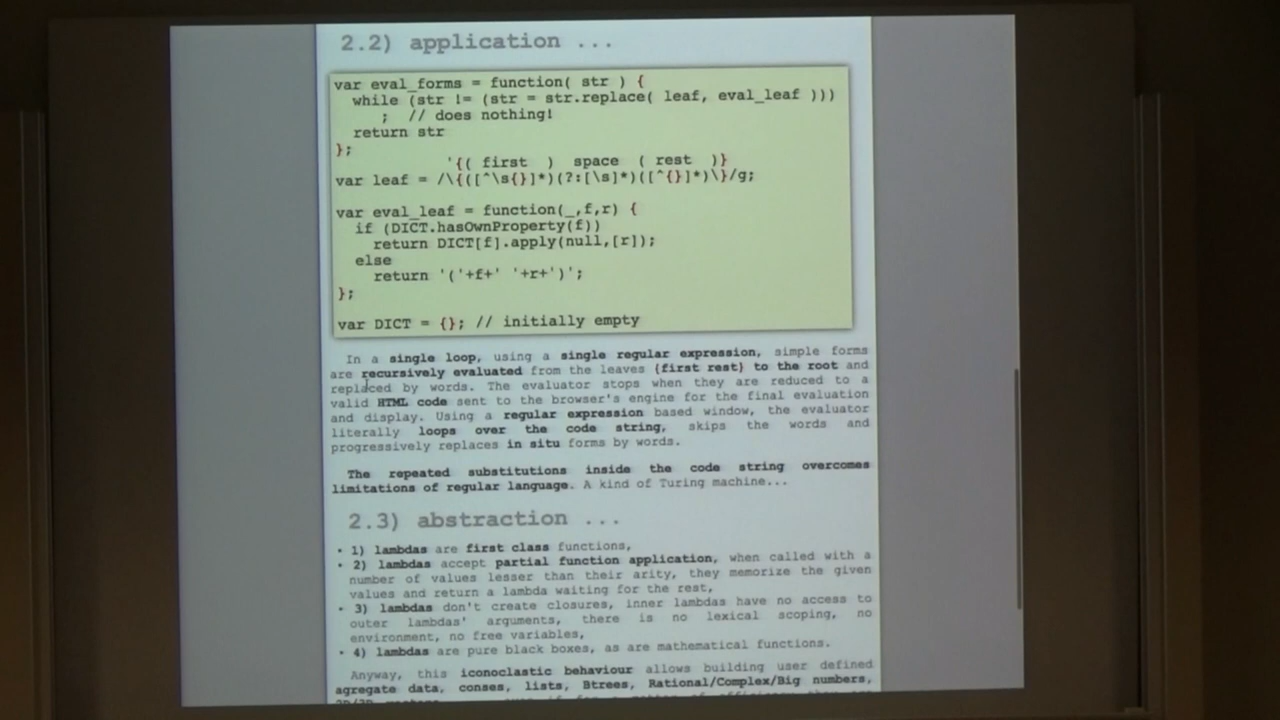 2.2) application ...
var eval_forms = function( str ) {
while (str != (str = str.replace( leaf, eval_leaf )))
; // does nothing!
return str
};
'{( first ) space ( rest )}
var leaf = /\{([^\s{}]*)(?:[\s]*)([^{}]*)\}/g;
var eval_leaf = function(_,f,r) {
if (DICT.hasOwnProperty(f))
return DICT[f].apply(null,[r]);
else
return '('+f+' '+r+')';
};
var DICT = {}; // initially empty
In a single loop, using a single regular expression, simple forms
are recursively evaluated from the leaves {first rest} to the root and
replaced by words. The evaluator stops when they are reduced to a
valid HTML code sent to the browser's engine for the final evaluation
and display. Using a regular expression based window, the evaluator
literally loops over the code string, skips the words and
progressively replaces in situ forms by words.
The repeated substitutions inside the code string overcomes
limitations of regular language. A kind of Turing machine...
2.3) abstraction ...
• 1) lambdas are first class functions,
• 2) lambdas accept partial function application, when called with a
number of values lesser than their arity, they memorize the given
values and return a lambda waiting for the rest,
• 3) lambdas don't create closures, inner lambdas have no access to
outer lambdas' arguments, there is no lexical scoping, no
environment, no free variables,
• 4) lambdas are pure black boxes, as are mathematical functions.
Anyway, this iconoclastic behaviour allows building user defined
agregate data, conses, lists, Btrees, Rational/Complex/Big numbers,